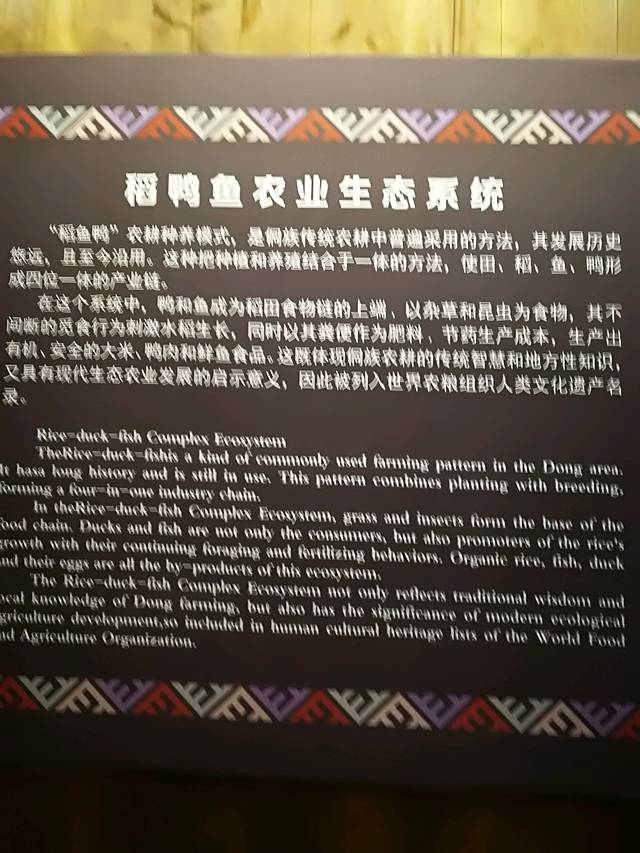 稻鸭鱼农业生态系统
“稻鱼鸭”农耕种养模式，是侗族传统农耕中普遍采用的方法，其发展历史
悠远，且至今沿用。这种把种植和养殖结合于一体的方法，使田、稻、鱼、鸭形
成四位一体的产业链。
在这个系统中，鸭和鱼成为稻田食物链的上端，以杂草和昆虫为食物，其不
间断的觅食行为刺激水稻生长，同时以其粪便作为肥料，节药生产成本，生产出
有机、安全的大米、鸭肉和鲜鱼食品。这既体现侗族农耕的传统智慧和地方性知识，
又具有现代生态农业发展的启示意义，因此被列入世界农粮组织人类文化遗产名
录。
Rice=duck=fish Complex Ecosystem
TheRice=duck=fishis a kind of commonly used farming pattern in the Dong area.
It hasa long history and is still in use. This pattern combines planting with breeding,
forming a four=in=one industry chain.
In theRice=duck=fish Complex Ecosystem, grass and insects form the base of the
food chain. Ducks and fish are not only the consumers, but also promoters of the rice's
growth with their continuing foraging and fertilizing behaviors. Organic rice, fish, duck
and their eggs are all the by=products of this ecosystem.
The Rice=duck=fish Complex Ecosystem not only reflects traditional wisdom and
ocal knowledge of Dong farming, but also has the significance of modern ecological
griculture development,so included in human cultural heritage lists of the World Food
nd Agriculture Organization.